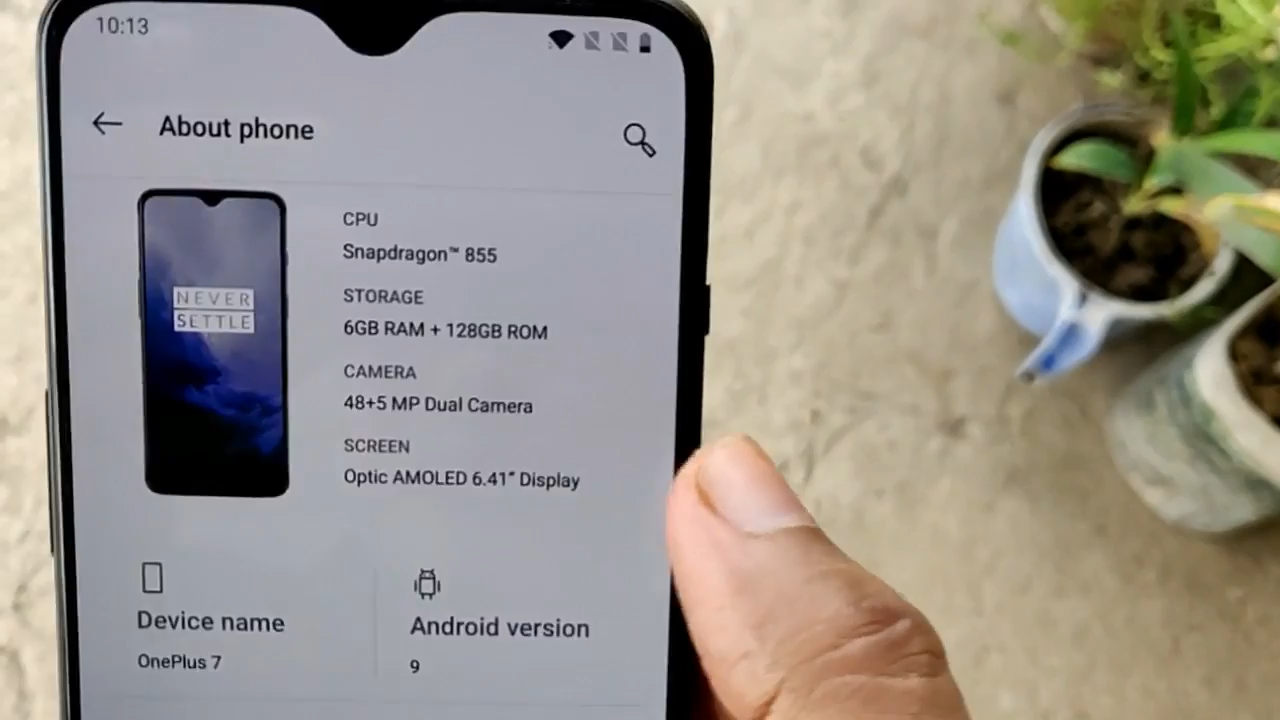 10:13
About phone
NEVER
SETTLE
CPU
Snapdragon™ 855
STORAGE
6GB RAM + 128GB ROM
CAMERA
48+5 MP Dual Camera
SCREEN
Optic AMOLED 6.41″ Display
Device name
OnePlus 7
Android version
9